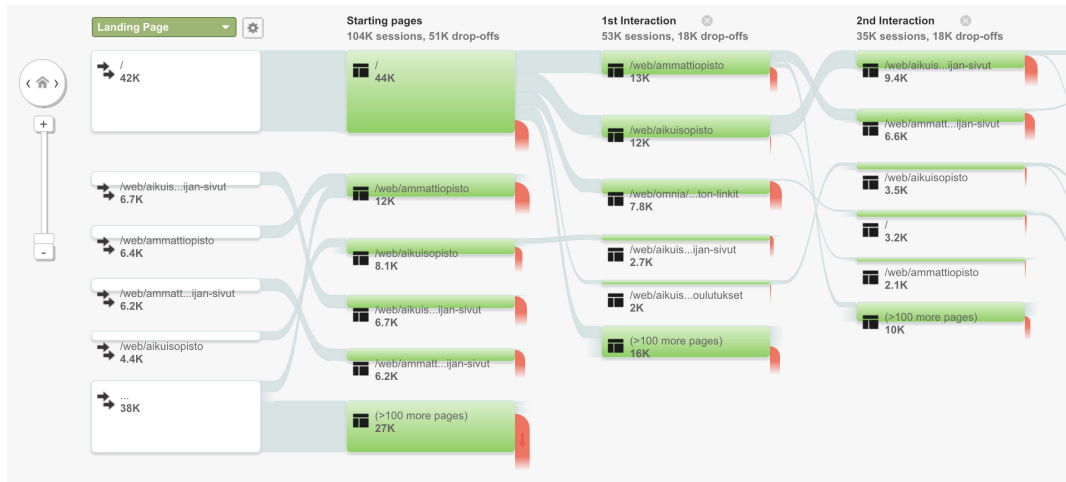 Landing Page
Starting pages
104K sessions, 51K drop-offs
1st Interaction
53K sessions, 18K drop-offs
2nd Interaction
35K sessions, 18K drop-offs
/
42K
/web/aikuis...ijan-sivut
6.7K
/web/ammattiopisto
6.4K
/web/ammatt...ijan-sivut
6.2K
/web/aikuisopisto
4.4K
...
38K
/
44K
/web/ammattiopisto
12K
/web/aikuisopisto
8.1K
/web/aikuis...ijan-sivut
6.7K
/web/ammatt...ijan-sivut
6.2K
(>100 more pages)
27K
/web/ammattiopisto
13K
/web/aikuisopisto
12K
/web/omnia/...ton-linkit
7.8K
/web/aikuis...ijan-sivut
2.7K
/web/aikuis...oulutukset
2K
(>100 more pages)
16K
/web/aikuis...ijan-sivut
9.4K
/web/ammatt...ijan-sivut
6.6K
/web/aikuisopisto
3.5K
/
3.2K
/web/ammattiopisto
2.1K
(>100 more pages)
10K
+
-